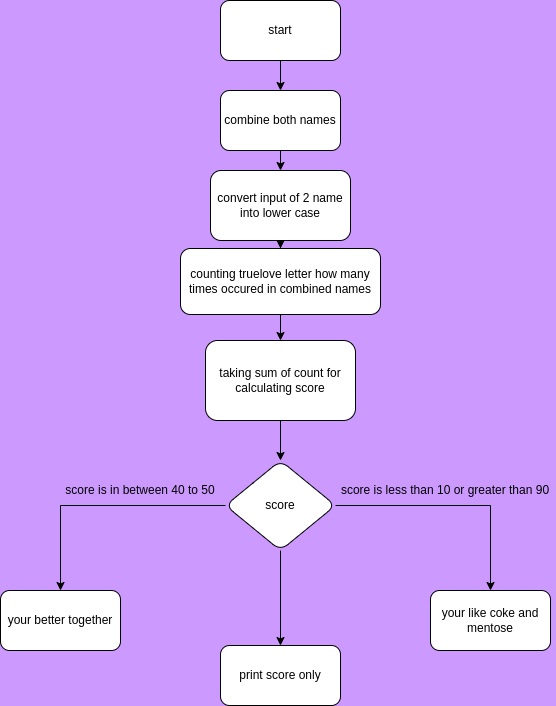 start
combine both names
convert input of 2 name
into lower case
counting truelove letter how many
times occured in combined names
taking sum of count for
calculating score
score is in between 40 to 50
score is less than 10 or greater than 90
score
your better together
your like coke and
mentose
print score only